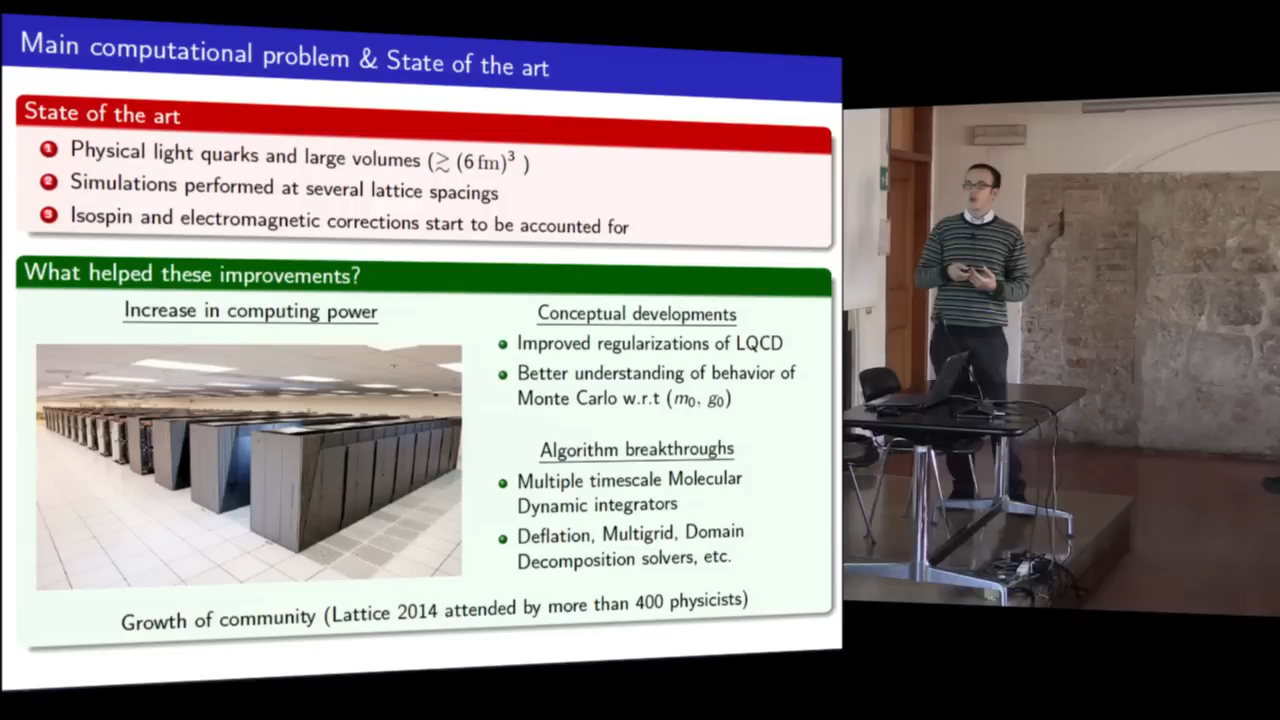 Main computational problem & State of the art
State of the art
1 Physical light quarks and large volumes (≳ (6 fm)³ )
2 Simulations performed at several lattice spacings
3 Isospin and electromagnetic corrections start to be accounted for
What helped these improvements?
Increase in computing power
Conceptual developments
Improved regularizations of LQCD
Better understanding of behavior of
Monte Carlo w.r.t (m₀, g₀)
Algorithm breakthroughs
Multiple timescale Molecular
Dynamic integrators
Deflation, Multigrid, Domain
Decomposition solvers, etc.
Growth of community (Lattice 2014 attended by more than 400 physicists)